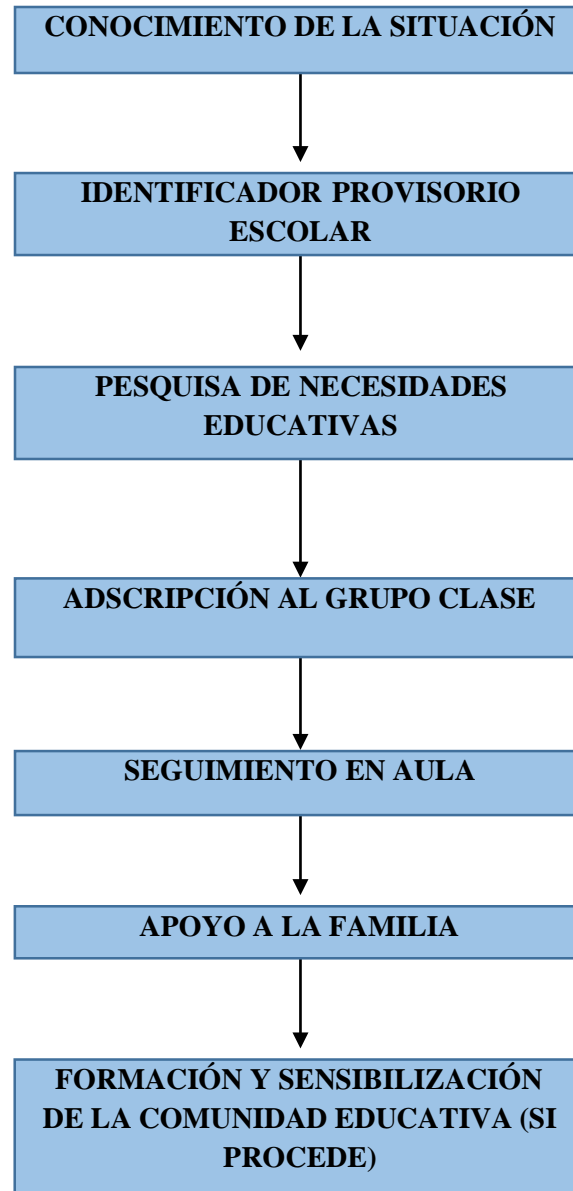 CONOCIMIENTO DE LA SITUACIÓN
IDENTIFICADOR PROVISORIO
ESCOLAR
PESQUISA DE NECESIDADES
EDUCATIVAS
ADSCRIPCIÓN AL GRUPO CLASE
SEGUIMIENTO EN AULA
APOYO A LA FAMILIA
FORMACIÓN Y SENSIBILIZACIÓN
DE LA COMUNIDAD EDUCATIVA (SI
PROCEDE)